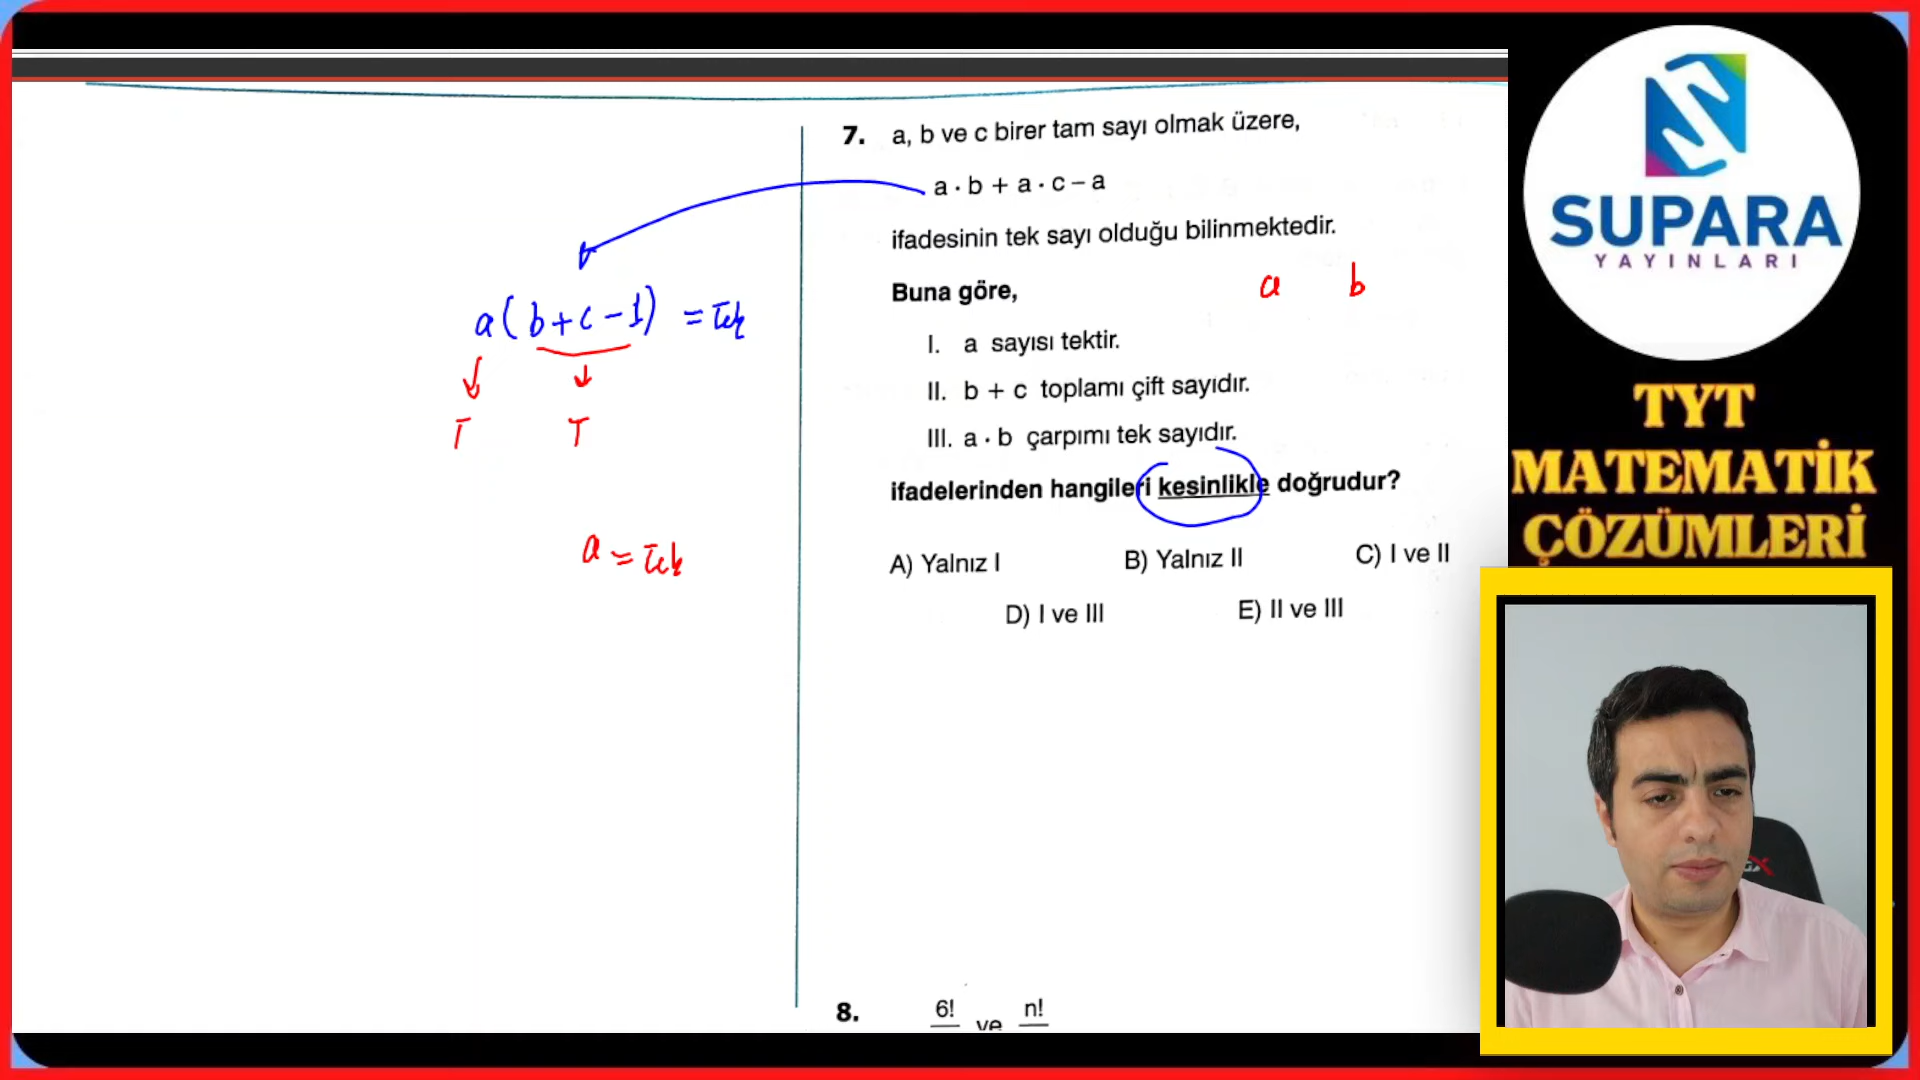 7. a, b ve c birer tam sayı olmak üzere,
a · b + a · c – a
ifadesinin tek sayı olduğu bilinmektedir.
Buna göre,
a b
I. a sayısı tektir.
II. b + c toplamı çift sayıdır.
III. a · b çarpımı tek sayıdır.
ifadelerinden hangileri kesinlikle doğrudur?
A) Yalnız I B) Yalnız II C) I ve II
D) I ve III E) II ve III
8. 6! ve n!
a(b+c-1) = Tek
T T
a = Tek
SUPARA
YAYINLARI
TYT
MATEMATİK
ÇÖZÜMLERİ